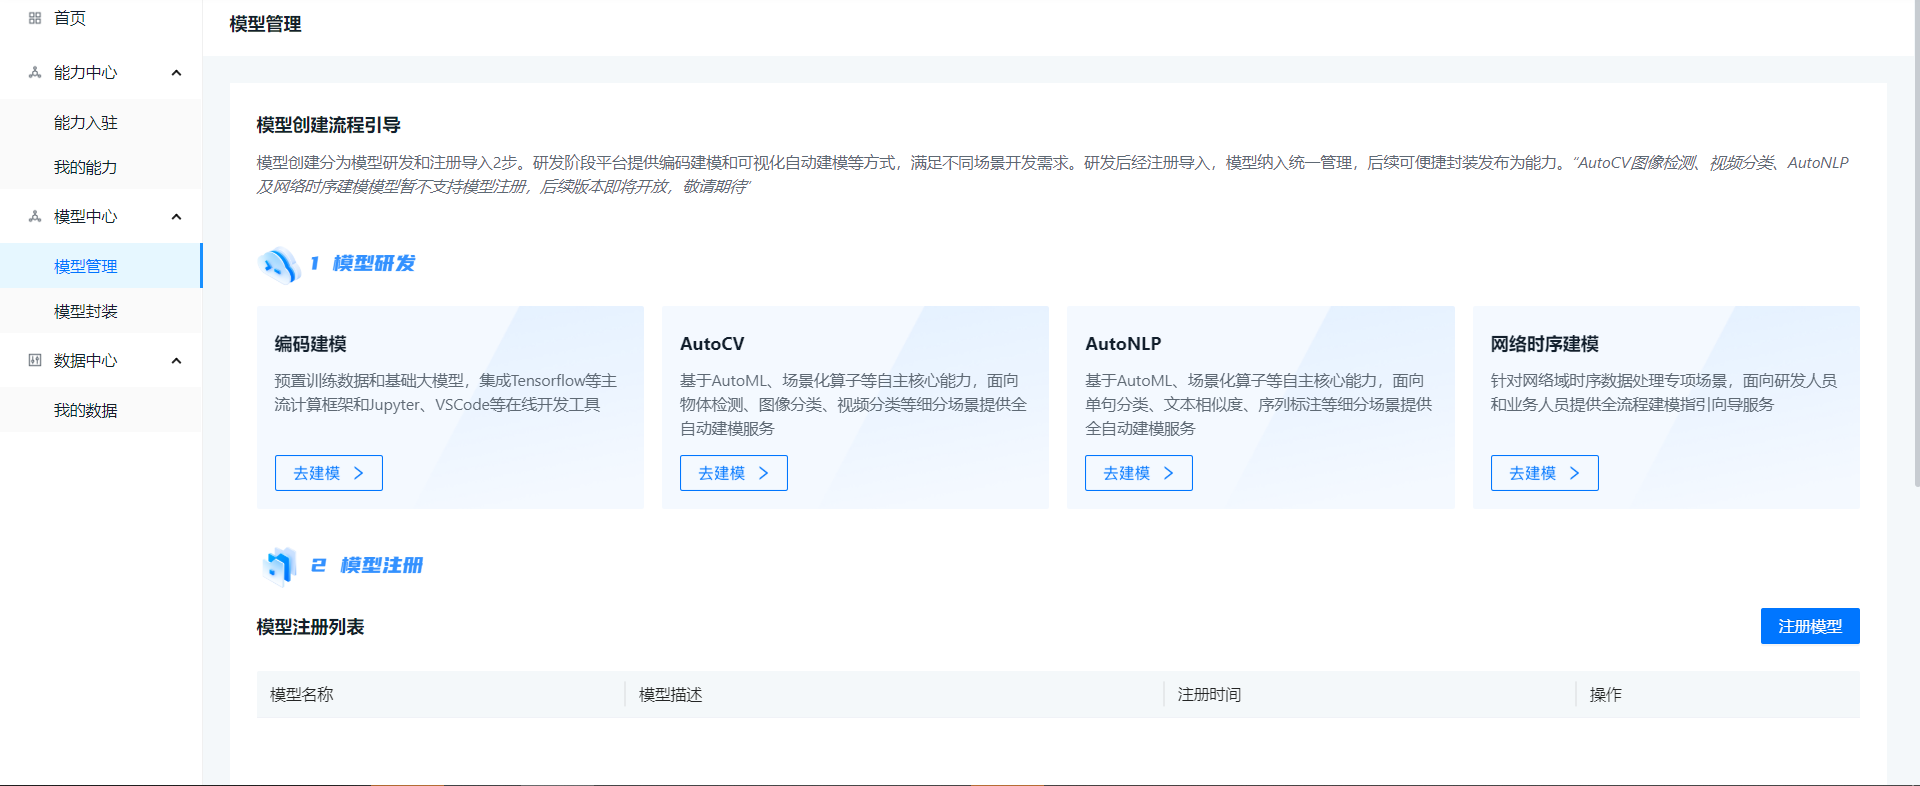 首页
能力中心
能力入驻
我的能力
模型中心
模型管理
模型封装
数据中心
我的数据
模型管理
模型创建流程引导
模型创建分为模型研发和注册导入2步。研发阶段平台提供编码建模和可视化自动建模等方式，满足不同场景开发需求。研发后经注册导入，模型纳入统一管理，后续可便捷封装发布为能力。“AutoCV图像检测、视频分类、AutoNLP
及网络时序建模模型暂不支持模型注册，后续版本即将开放，敬请期待”
1 模型研发
编码建模
预置训练数据和基础大模型，集成Tensorflow等主
流计算框架和Jupyter、VSCode等在线开发工具
去建模
AutoCV
基于AutoML、场景化算子等自主核心能力，面向
物体检测、图像分类、视频分类等细分场景提供全
自动建模服务
去建模
AutoNLP
基于AutoML、场景化算子等自主核心能力，面向
单句分类、文本相似度、序列标注等细分场景提供
全自动建模服务
去建模
网络时序建模
针对网络域时序数据处理专项场景，面向研发人员
和业务人员提供全流程建模指引向导服务
去建模
2 模型注册
模型注册列表
注册模型
模型名称
模型描述
注册时间
操作